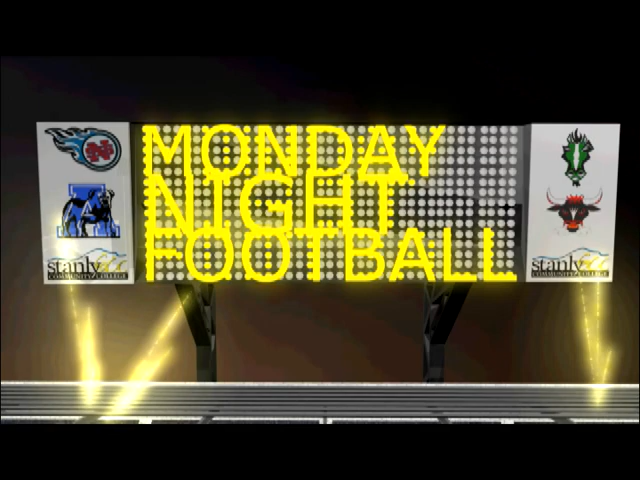 MONDAY
NIGHT
FOOTBALL
N
A
stanly
COMMUNITY COLLEGE
stanly
COMMUNITY COLLEGE